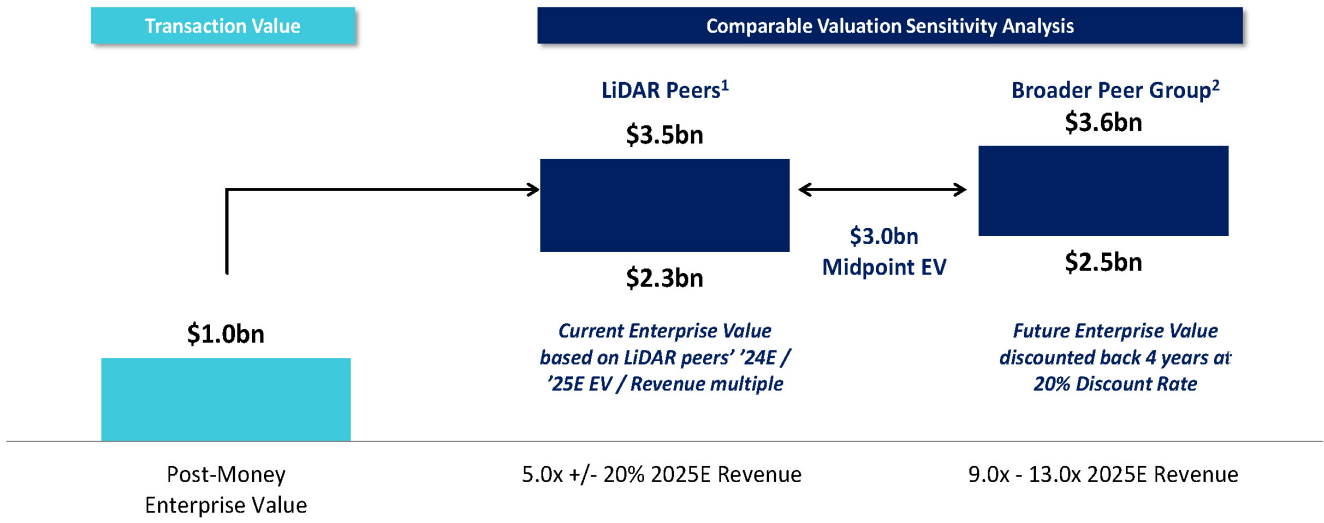 Transaction Value
Comparable Valuation Sensitivity Analysis
LiDAR Peers¹
Broader Peer Group²
$3.5bn
$3.6bn
$3.0bn
Midpoint EV
$2.3bn
$2.5bn
$1.0bn
Current Enterprise Value
based on LiDAR peers’ ’24E /
’25E EV / Revenue multiple
Future Enterprise Value
discounted back 4 years at
20% Discount Rate
Post-Money
Enterprise Value
5.0x +/- 20% 2025E Revenue
9.0x - 13.0x 2025E Revenue